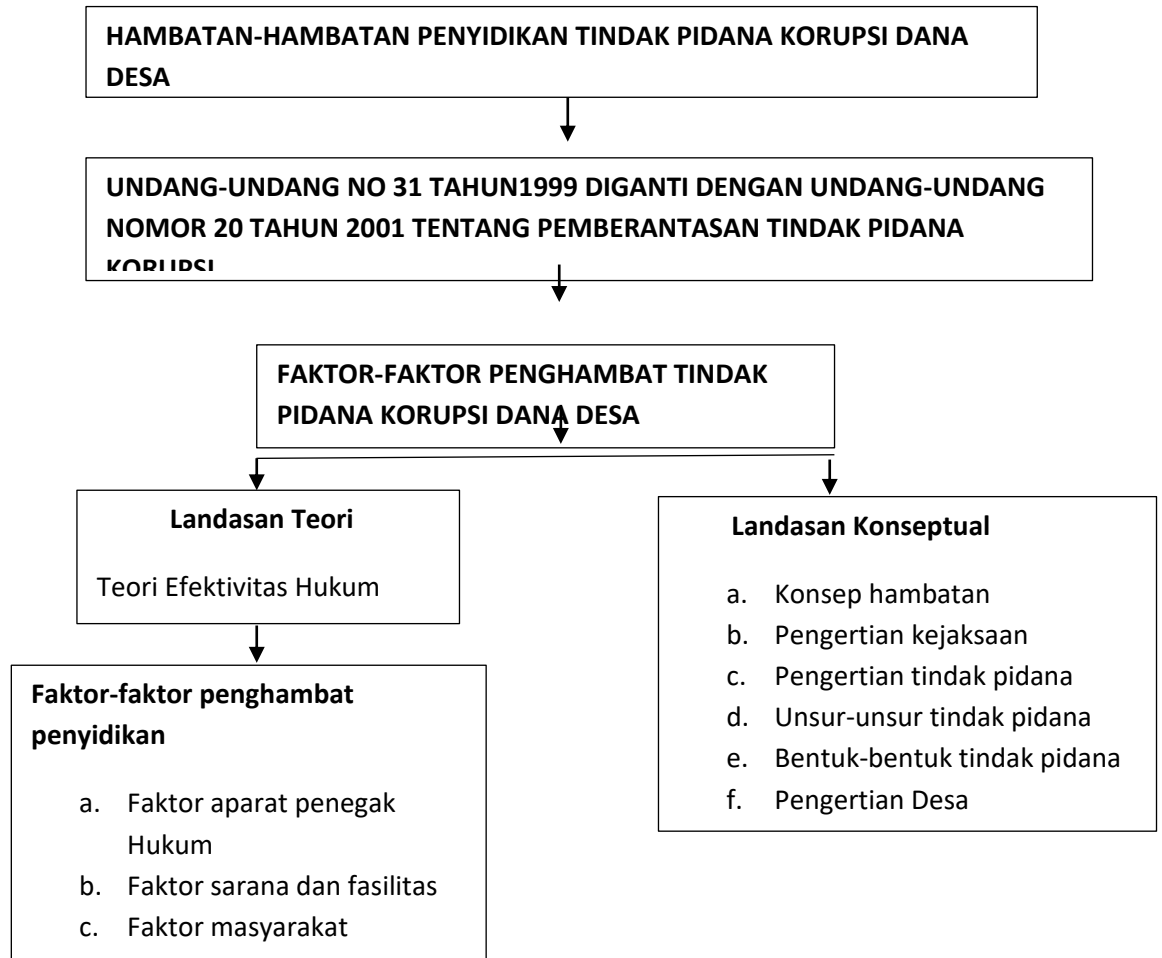 HAMBATAN-HAMBATAN PENYIDIKAN TINDAK PIDANA KORUPSI DANA
DESA
UNDANG-UNDANG NO 31 TAHUN1999 DIGANTI DENGAN UNDANG-UNDANG
NOMOR 20 TAHUN 2001 TENTANG PEMBERANTASAN TINDAK PIDANA
KORUPSI
FAKTOR-FAKTOR PENGHAMBAT TINDAK
PIDANA KORUPSI DANA DESA
Landasan Teori
Teori Efektivitas Hukum
Faktor-faktor penghambat
penyidikan
a. Faktor aparat penegak
Hukum
b. Faktor sarana dan fasilitas
c. Faktor masyarakat
Landasan Konseptual
a. Konsep hambatan
b. Pengertian kejaksaan
c. Pengertian tindak pidana
d. Unsur-unsur tindak pidana
e. Bentuk-bentuk tindak pidana
f. Pengertian Desa